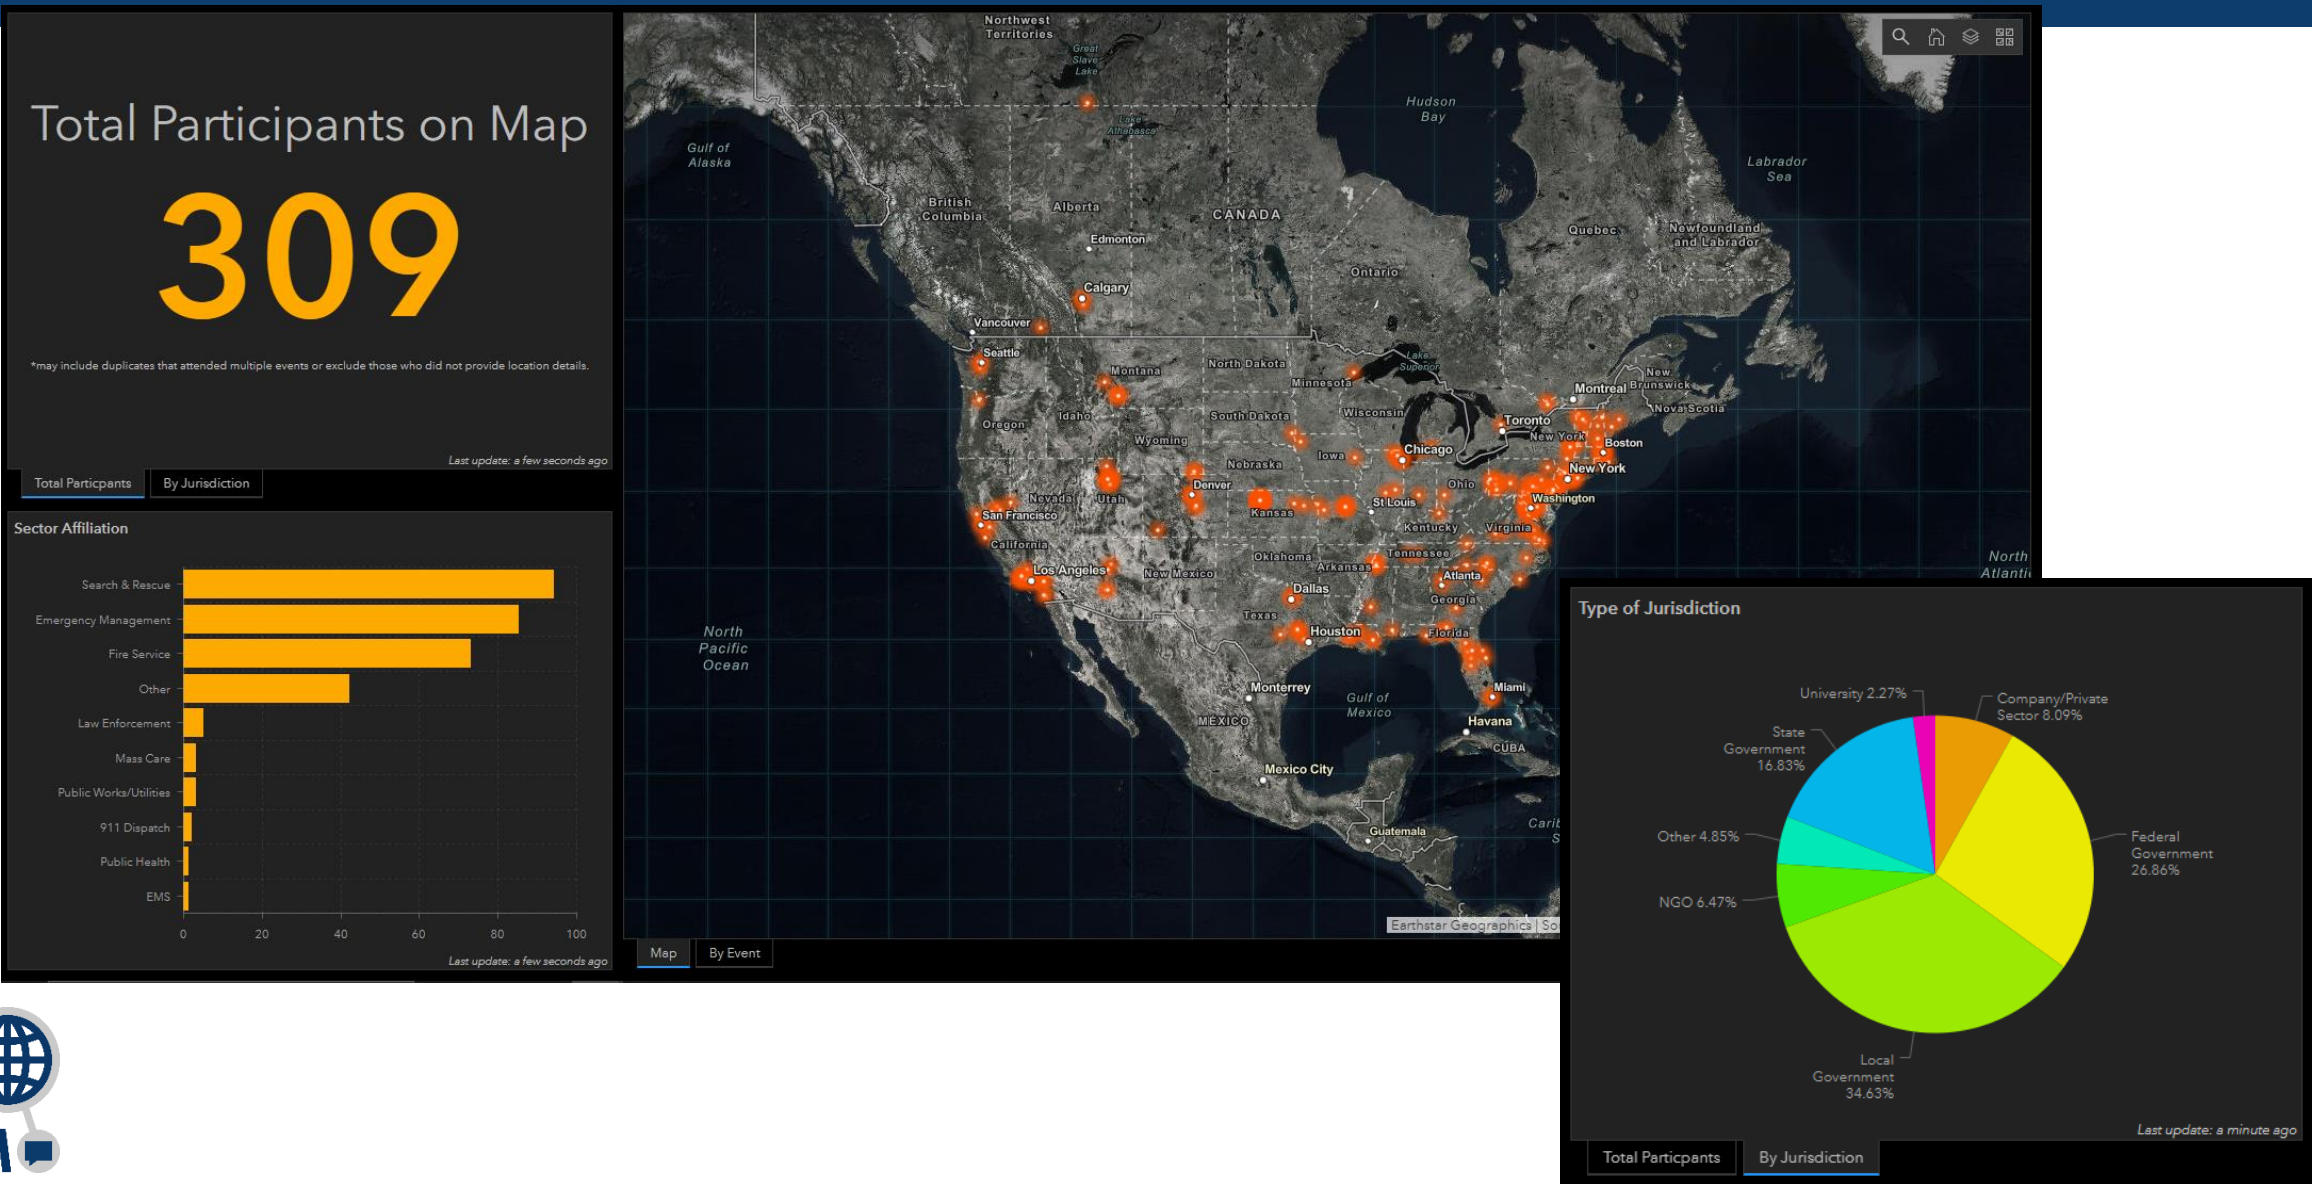 Total Participants on Map
309
*may include duplicates that attended multiple events or exclude those who did not provide location details.
Last update: a few seconds ago
Total Particpants
By Jurisdiction
Sector Affiliation
Search & Rescue
Emergency Management
Fire Service
Other
Law Enforcement
Mass Care
Public Works/Utilities
911 Dispatch
Public Health
EMS
0
20
40
60
80
100
Last update: a few seconds ago
Northwest
Territories
Great
Slave
Lake
Lake
Athabasca
Hudson
Bay
Gulf of
Alaska
Labrador
Sea
British
Columbia
Alberta
CANADA
Edmonton
Quebec
Newfoundland
and Labrador
Ontario
Calgary
Vancouver
Seattle
Montana
North Dakota
Minnesota
Lake
Superior
New
Brunswick
Montreal
Nova Scotia
Idaho
Oregon
South Dakota
Wisconsin
Toronto
New York
Boston
Wyoming
Iowa
Chicago
Nebraska
New York
Ohio
Denver
Nevada
Utah
Washington
San Francisco
Kansas
St Louis
Kentucky
Virginia
California
Oklahoma
Tennessee
Arkansas
Los Angeles
New Mexico
Atlanta
Dallas
Georgia
Texas
Houston
Florida
North
Atlanti
North
Pacific
Ocean
Monterrey
Gulf of
Mexico
Miami
MÉXICO
Havana
CUBA
Mexico City
Guatemala
Carib
S
Earthstar Geographics | So
Map
By Event
Type of Jurisdiction
University 2.27%
Company/Private
Sector 8.09%
State
Government
16.83%
Other 4.85%
Federal
Government
26.86%
NGO 6.47%
Local
Government
34.63%
Last update: a minute ago
Total Particpants
By Jurisdiction